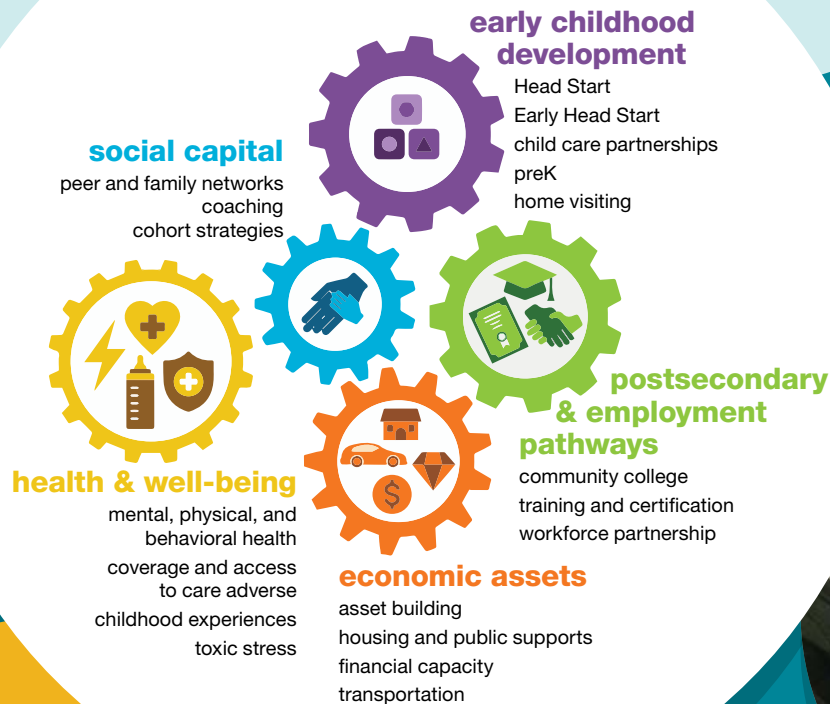 early childhood
development
Head Start
Early Head Start
child care partnerships
preK
home visiting
social capital
peer and family networks
coaching
cohort strategies
postsecondary
& employment
pathways
community college
training and certification
workforce partnership
health & well-being
mental, physical, and
behavioral health
coverage and access
to care adverse
childhood experiences
toxic stress
$
economic assets
asset building
housing and public supports
financial capacity
transportation